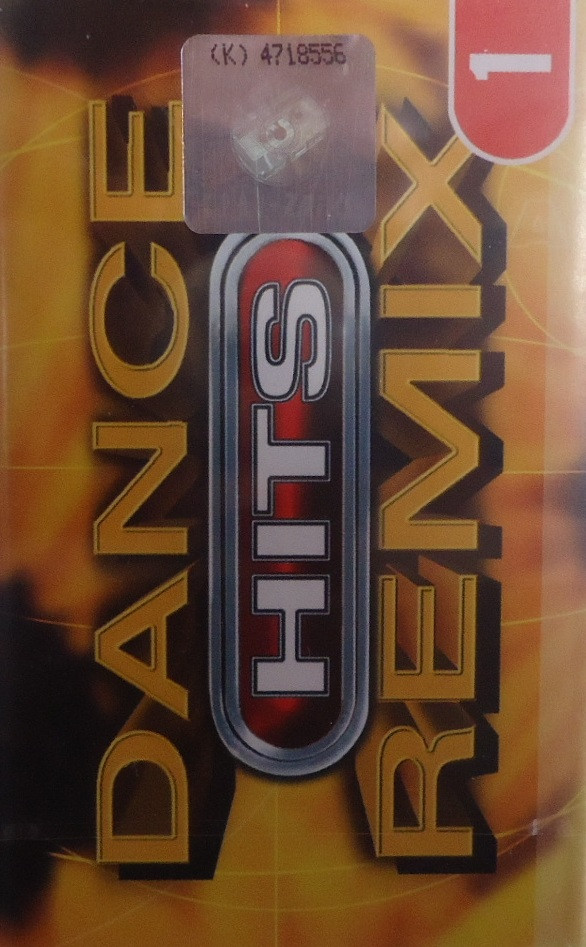 (K) 4718556
1
DANCE
HITS
REMIX